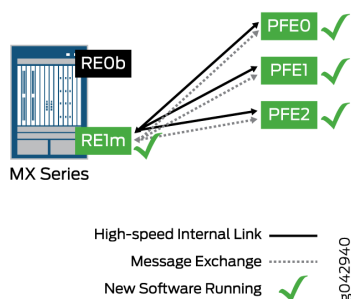 PFE0
RE0b
PFE1
PFE2
RE1m
MX Series
High-speed Internal Link
Message Exchange
New Software Running
g042940